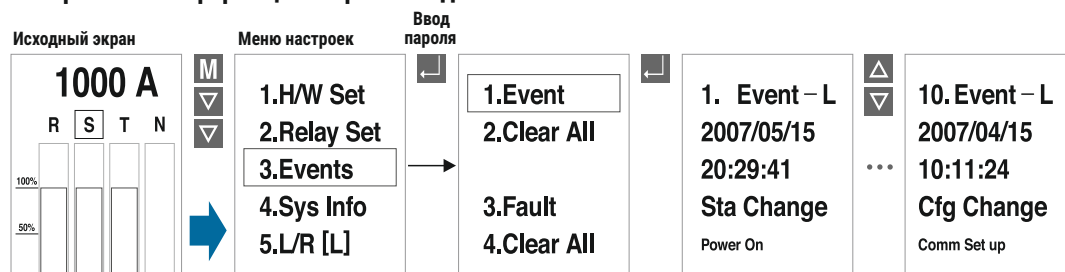 Исходный экран
1000 A
R S T N
100%
50%
M
Меню настроек
1.H/W Set
2.Relay Set
3.Events
4.Sys Info
5.L/R [L]
Ввод
пароля
1.Event
2.Clear All
3.Fault
4.Clear All
1. Event – L
2007/05/15
20:29:41
Sta Change
Power On
...
10. Event – L
2007/04/15
10:11:24
Cfg Change
Comm Set up